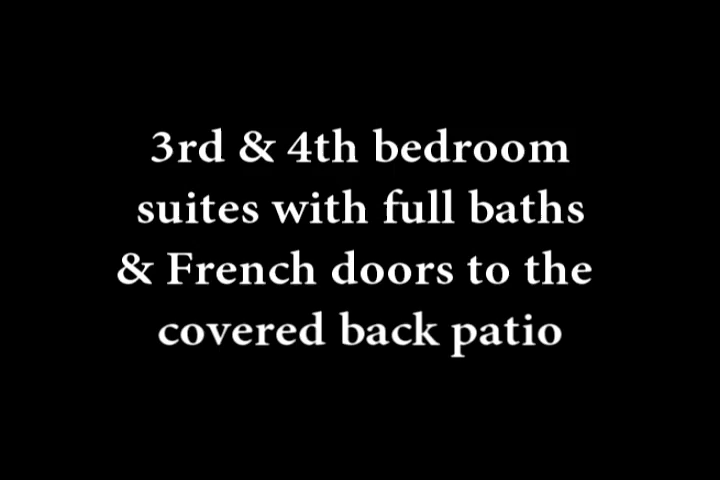 3rd & 4th bedroom
suites with full baths
& French doors to the
covered back patio